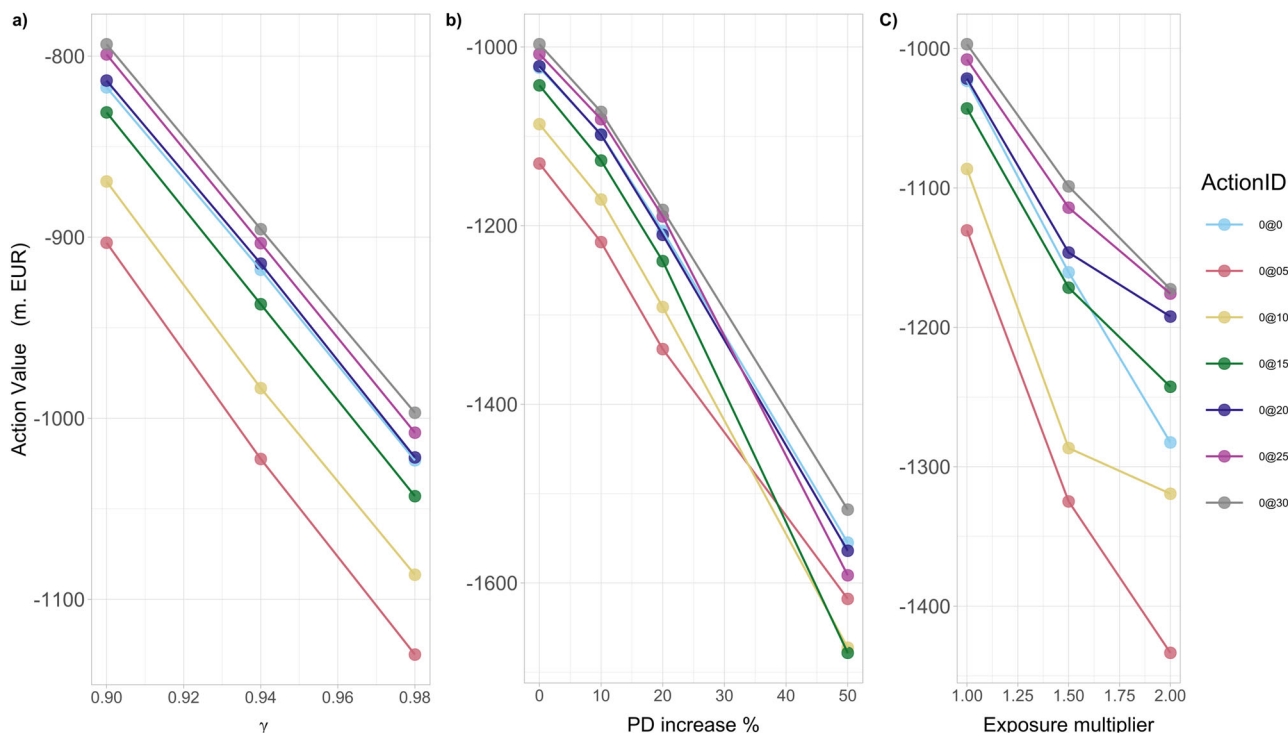 a)
Action Value (m. EUR)
-800
-900
-1000
-1100
0.90 0.92 0.94 0.96 0.98
γ
b)
-1000
-1200
-1400
-1600
0 10 20 30 40 50
PD increase %
C)
-1000
-1100
-1200
-1300
-1400
1.00 1.25 1.50 1.75 2.00
Exposure multiplier
ActionID
0@0
0@05
0@10
0@15
0@20
0@25
0@30